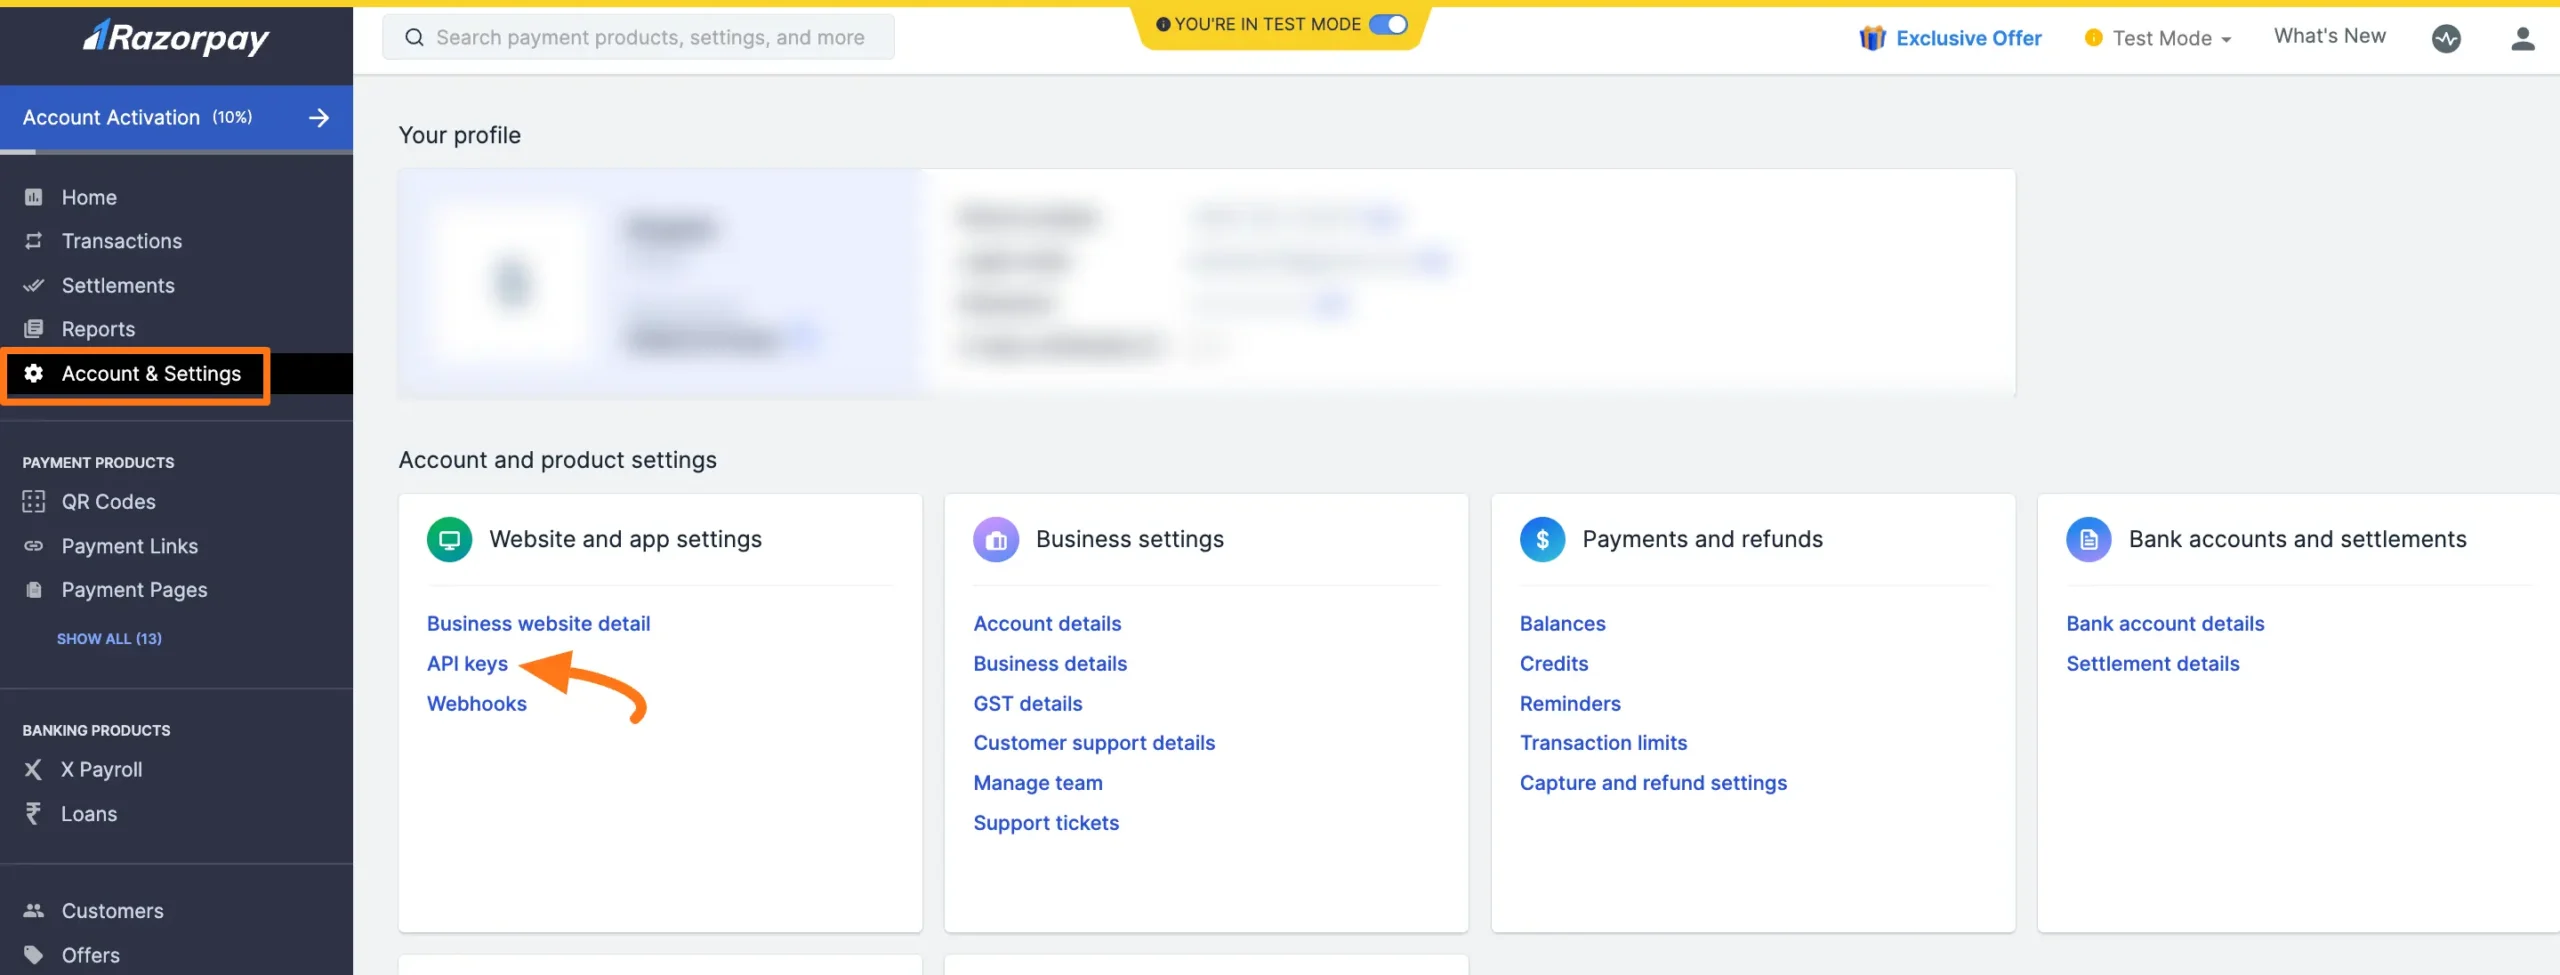 Razorpay
Search payment products, settings, and more
YOU'RE IN TEST MODE
Exclusive Offer
Test Mode
What's New
Account Activation (10%)
Home
Transactions
Settlements
Reports
Account & Settings
PAYMENT PRODUCTS
QR Codes
Payment Links
Payment Pages
SHOW ALL (13)
BANKING PRODUCTS
X Payroll
Loans
Customers
Offers
Your profile
Account and product settings
Website and app settings
Business website detail
API keys
Webhooks
Business settings
Account details
Business details
GST details
Customer support details
Manage team
Support tickets
Payments and refunds
Balances
Credits
Reminders
Transaction limits
Capture and refund settings
Bank accounts and settlements
Bank account details
Settlement details